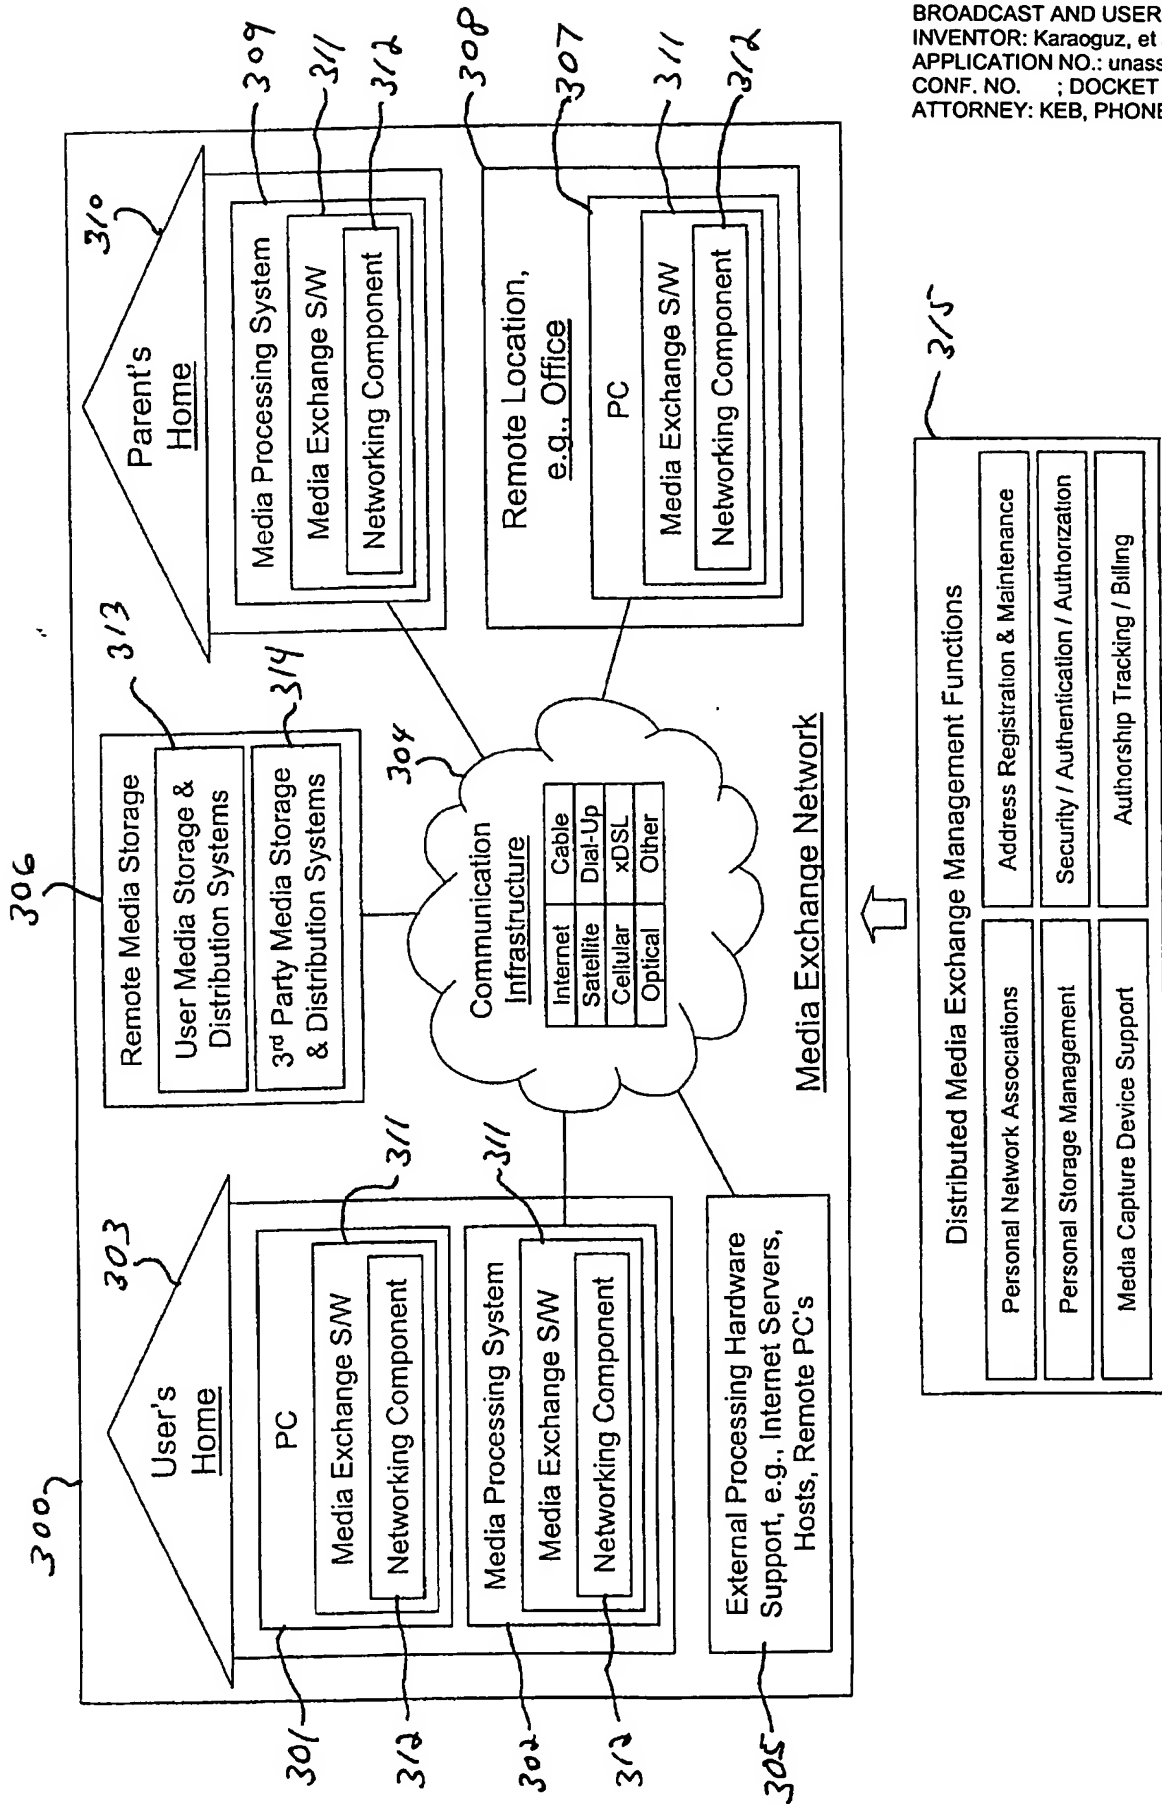 BROADCAST AND USER
INVENTOR: Karaoguz, et
APPLICATION NO.: unass
CONF. NO. ; DOCKET
ATTORNEY: KEB, PHONE
300
303
User's
Home
PC
Media Exchange S/W
Networking Component
301
311
312
Media Processing System
Media Exchange S/W
Networking Component
302
311
312
External Processing Hardware
Support, e.g., Internet Servers,
Hosts, Remote PC's
305
306
Remote Media Storage
User Media Storage &
Distribution Systems
313
3rd Party Media Storage
& Distribution Systems
314
304
Communication
Infrastructure
Internet Cable
Satellite Dial-Up
Cellular xDSL
Optical Other
Media Exchange Network
310
Parent's
Home
Media Processing System
Media Exchange S/W
Networking Component
309
311
312
308
Remote Location,
e.g., Office
307
PC
Media Exchange S/W
Networking Component
311
312
315
Distributed Media Exchange Management Functions
Personal Network Associations
Address Registration & Maintenance
Personal Storage Management
Security / Authentication / Authorization
Media Capture Device Support
Authorship Tracking / Billing